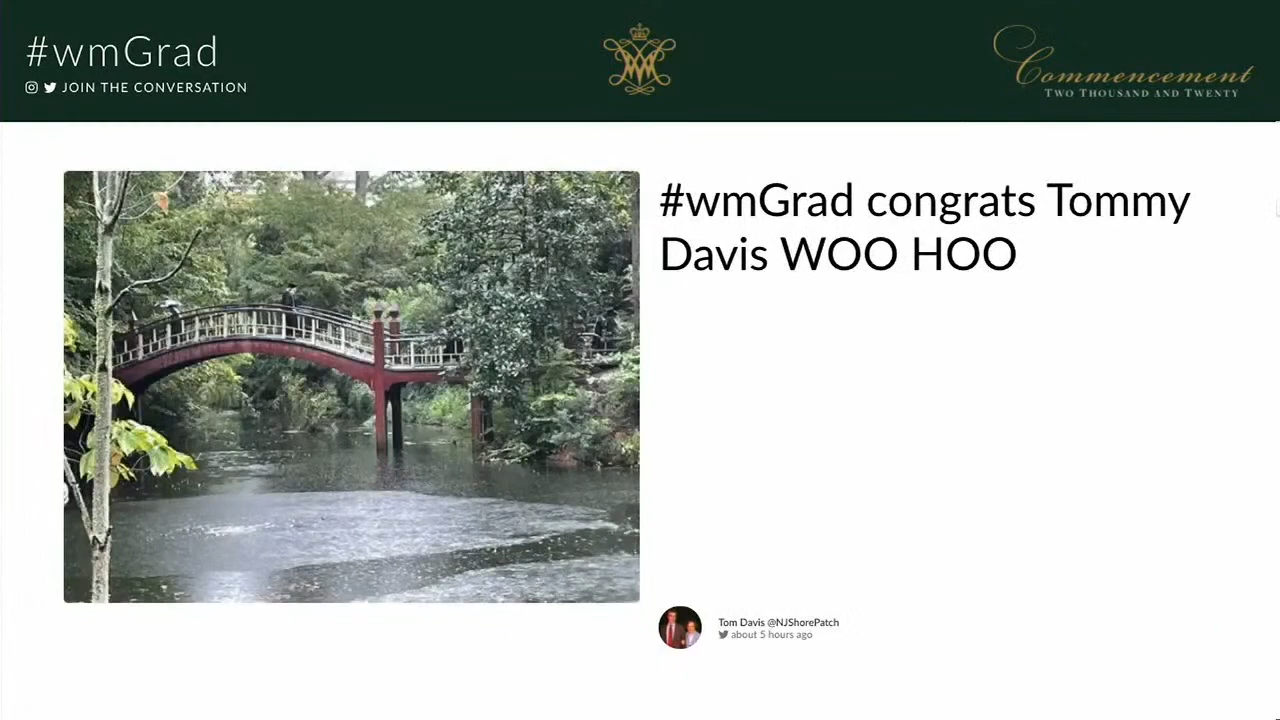 #wmGrad
JOIN THE CONVERSATION
Commencement
TWO THOUSAND AND TWENTY
#wmGrad congrats Tommy
Davis WOO HOO
Tom Davis @NJShorePatch
about 5 hours ago